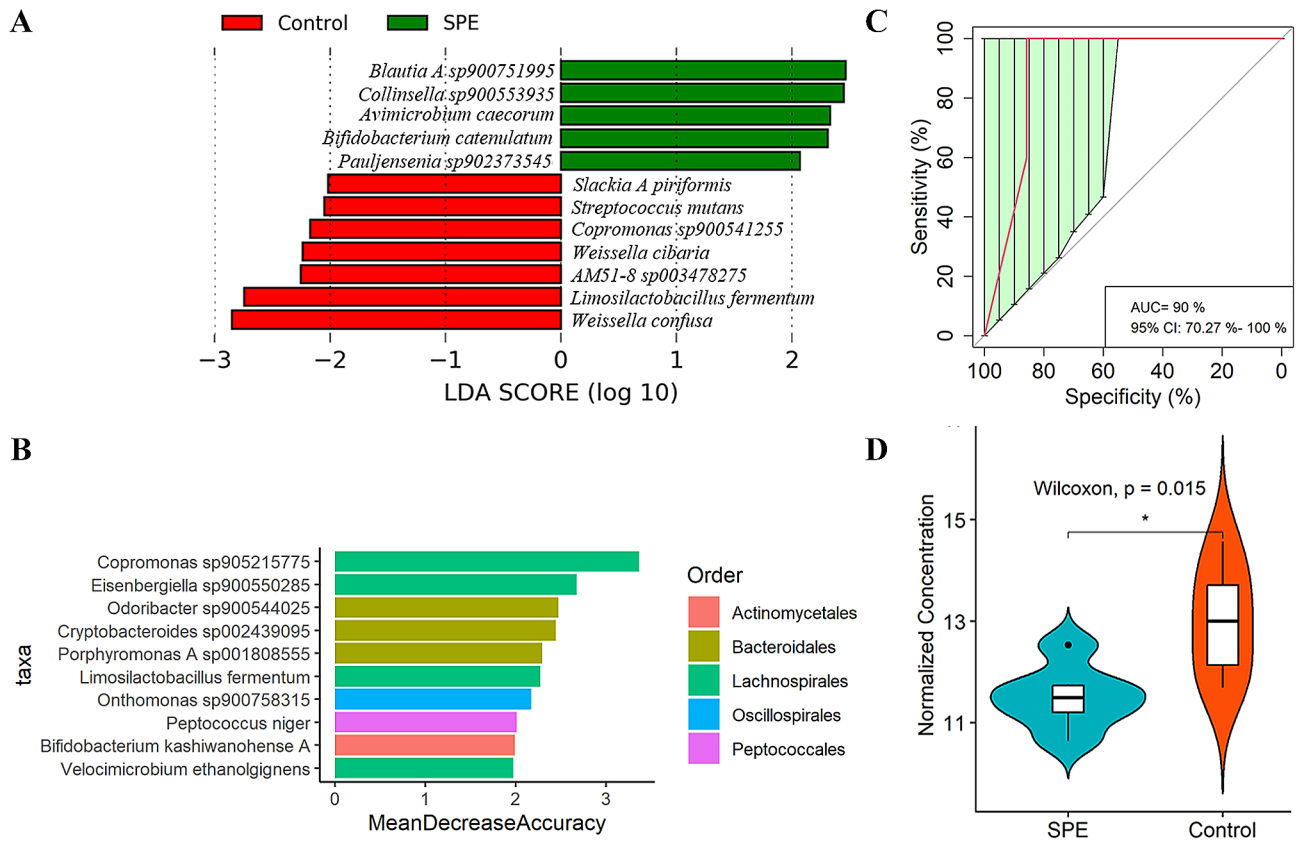 A
Control SPE
Blautia A sp900751995
Collinsella sp900553935
Avimicrobium caecorum
Bifidobacterium catenulatum
Pauljensenia sp902373545
Slackia A piriformis
Streptococcus mutans
Copromonas sp900541255
Weissella cibaria
AM51-8 sp003478275
Limosilactobacillus fermentum
Weissella confusa
−3 −2 −1 0 1 2
LDA SCORE (log 10)
B
taxa
Copromonas sp905215775
Eisenbergiella sp900550285
Odoribacter sp900544025
Cryptobacteroides sp002439095
Porphyromonas A sp001808555
Limosilactobacillus fermentum
Onthomonas sp900758315
Peptococcus niger
Bifidobacterium kashiwanohense A
Velocimicrobium ethanolgignens
0 1 2 3
MeanDecreaseAccuracy
Order
Actinomycetales
Bacteroidales
Lachnospirales
Oscillospirales
Peptococcales
C
Sensitivity (%)
100
80
60
40
20
0
AUC= 90 %
95% CI: 70.27 %- 100 %
100 80 60 40 20 0
Specificity (%)
D
Normalized Concentration
Wilcoxon, p = 0.015
*
15
13
11
SPE Control